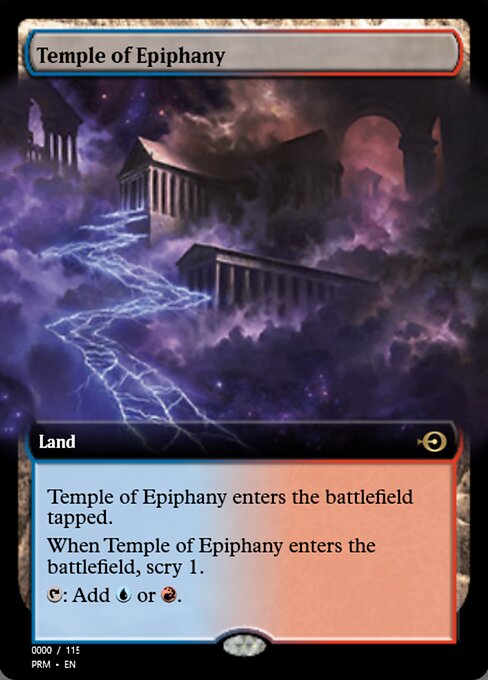 Temple of Epiphany
Land
Temple of Epiphany enters the battlefield
tapped.
When Temple of Epiphany enters the
battlefield, scry 1.
: Add or .
0000 / 115
PRM • EN